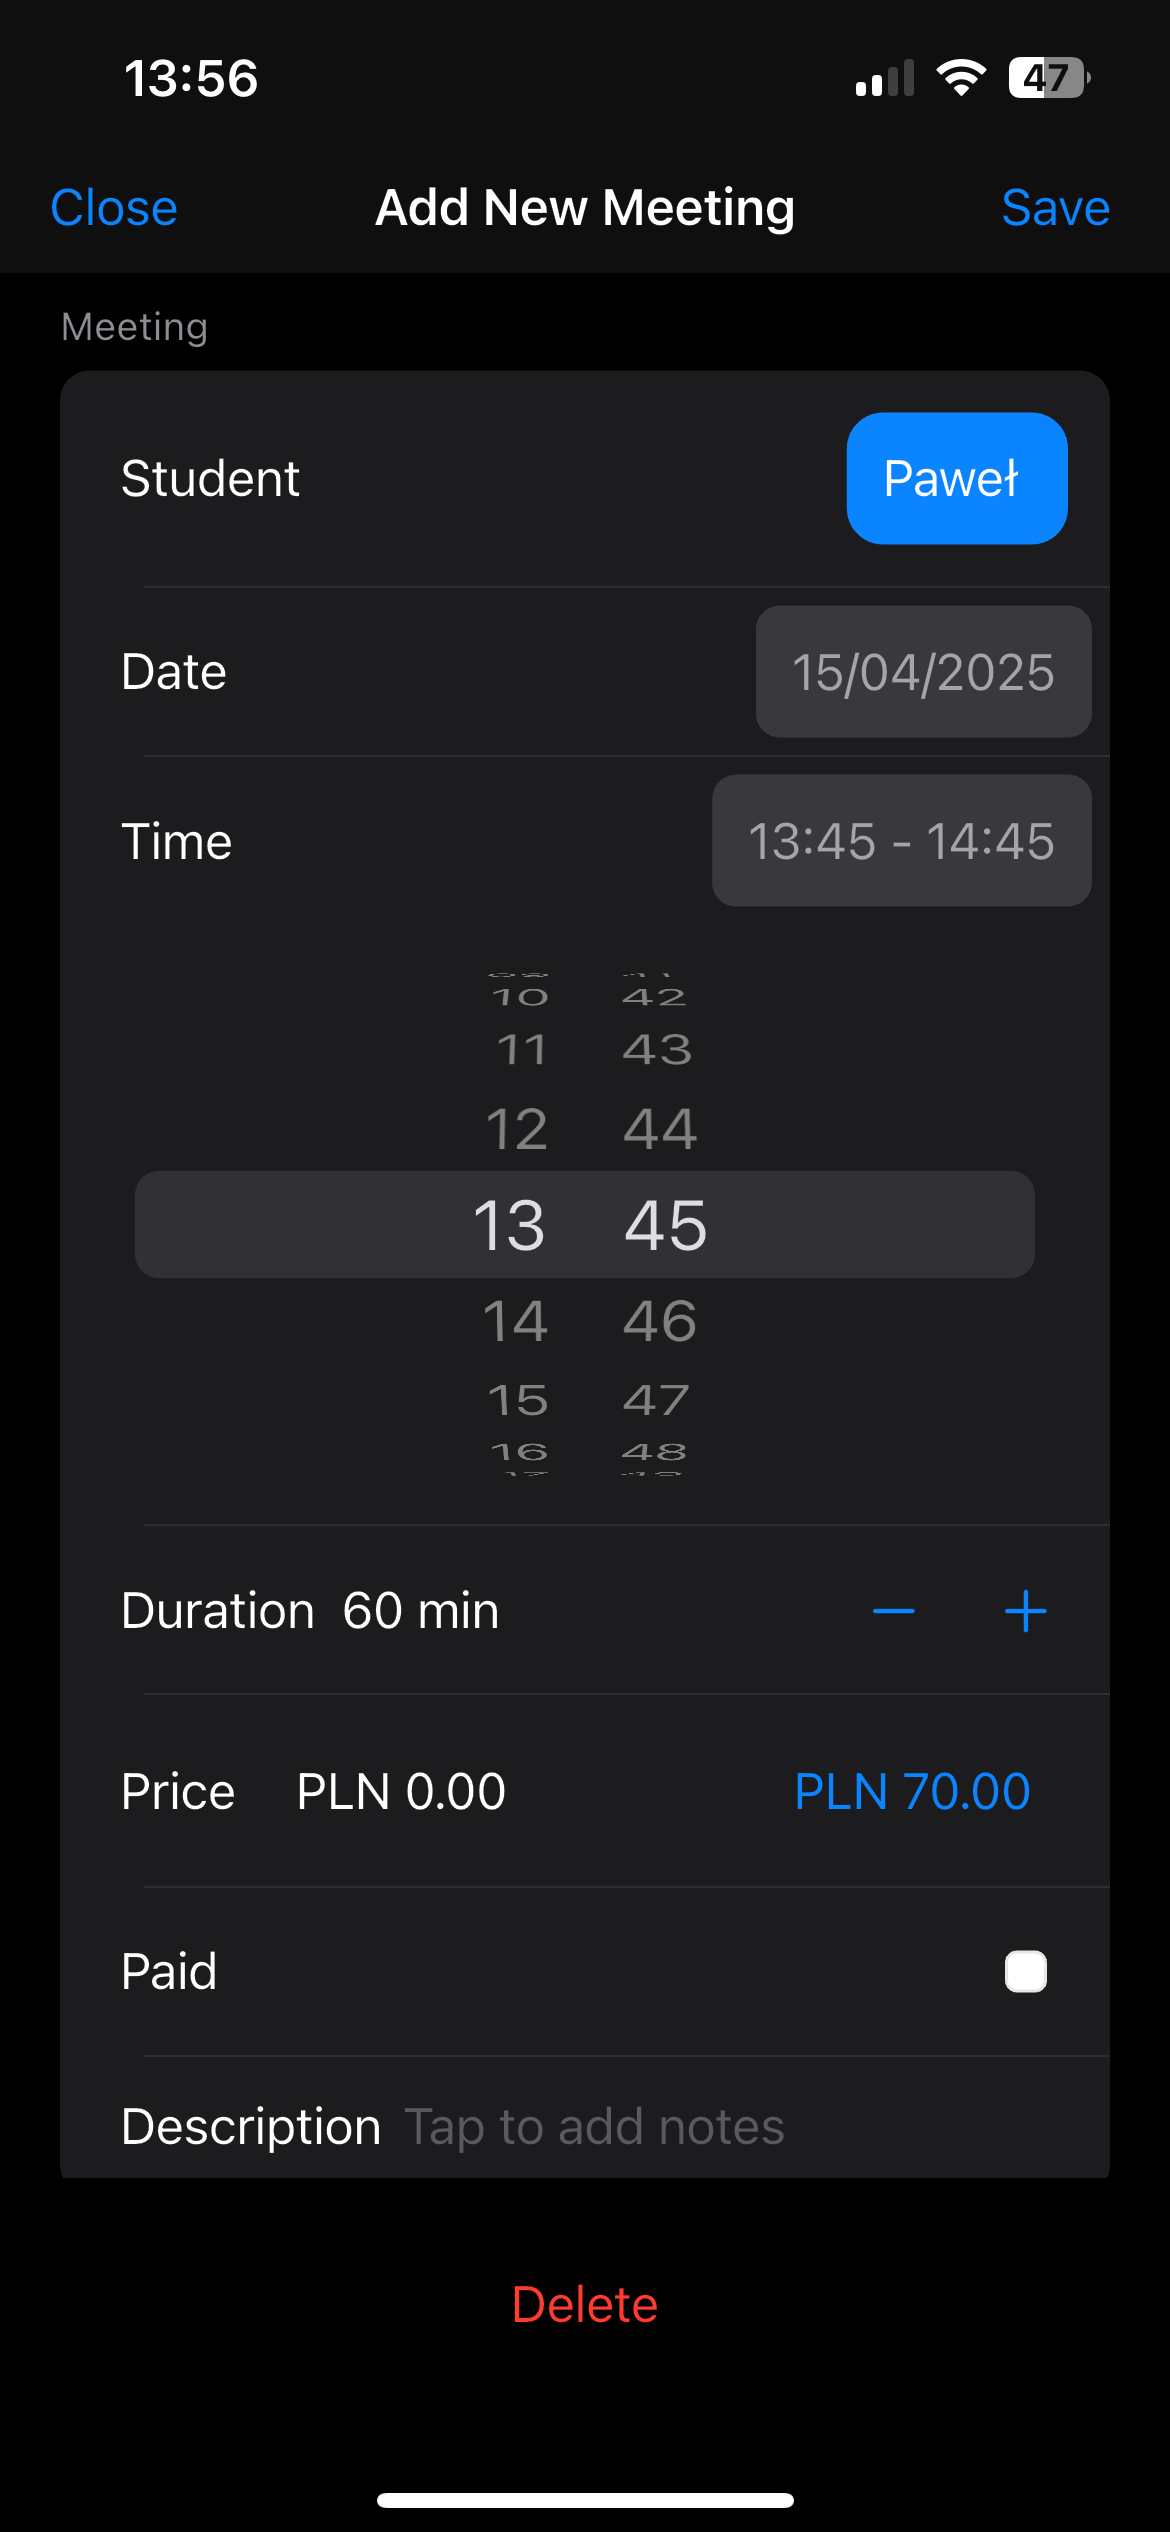 13:56 47
Close Add New Meeting Save
Meeting
Student Paweł
Date 15/04/2025
Time 13:45 - 14:45
10 42
11 43
12 44
13 45
14 46
15 47
16 48
Duration 60 min
Price PLN 0.00 PLN 70.00
Paid
Description Tap to add notes
Delete